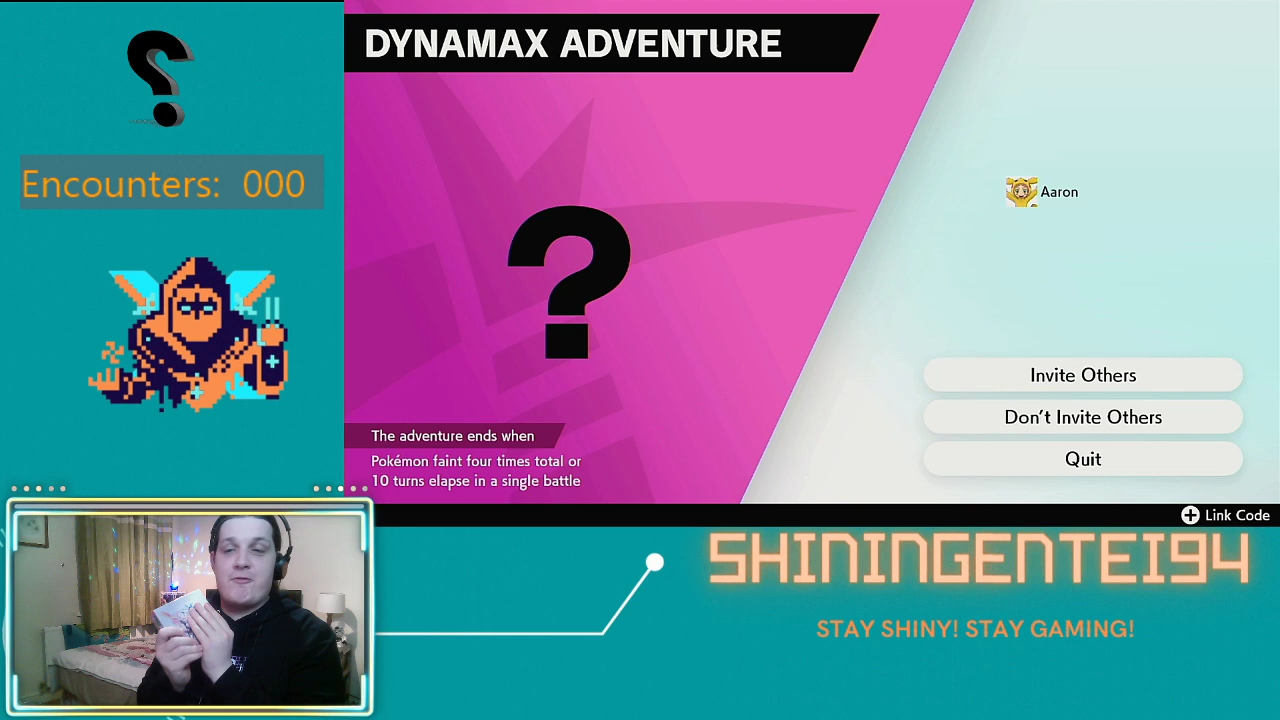 DYNAMAX ADVENTURE
Encounters: 000
Aaron
Invite Others
Don't Invite Others
Quit
The adventure ends when
Pokémon faint four times total or
10 turns elapse in a single battle
Link Code
SHININGENTEI94
STAY SHINY! STAY GAMING!